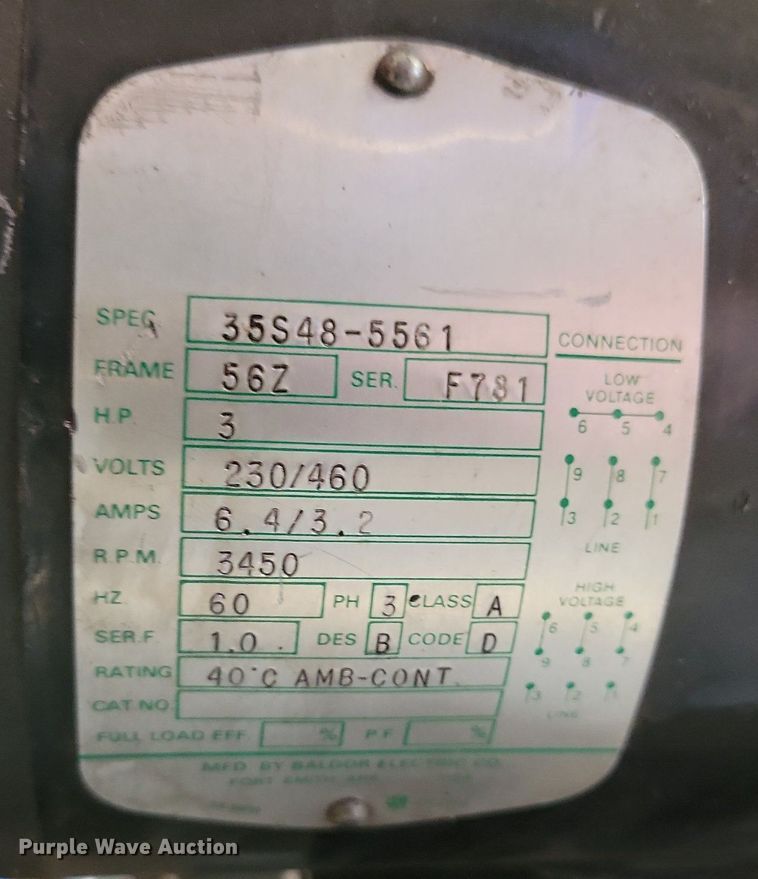 SPEC 35S48-5561
FRAME 56Z SER. F781
H.P. 3
VOLTS 230/460
AMPS 6.4/3.2
R.P.M. 3450
HZ 60 PH 3 CLASS A
SER.F. 1.0 DES B CODE D
RATING 40°C AMB-CONT
CAT.NO.
FULL LOAD EFF. % P.F. %
MFD BY BALDOR ELECTRIC CO.
FORT SMITH, ARK.
CONNECTION
LOW
VOLTAGE
6 5 4
9 8 7
3 2 1
LINE
HIGH
VOLTAGE
6 5 4
9 8 7
3 2 1
LINE
Purple Wave Auction